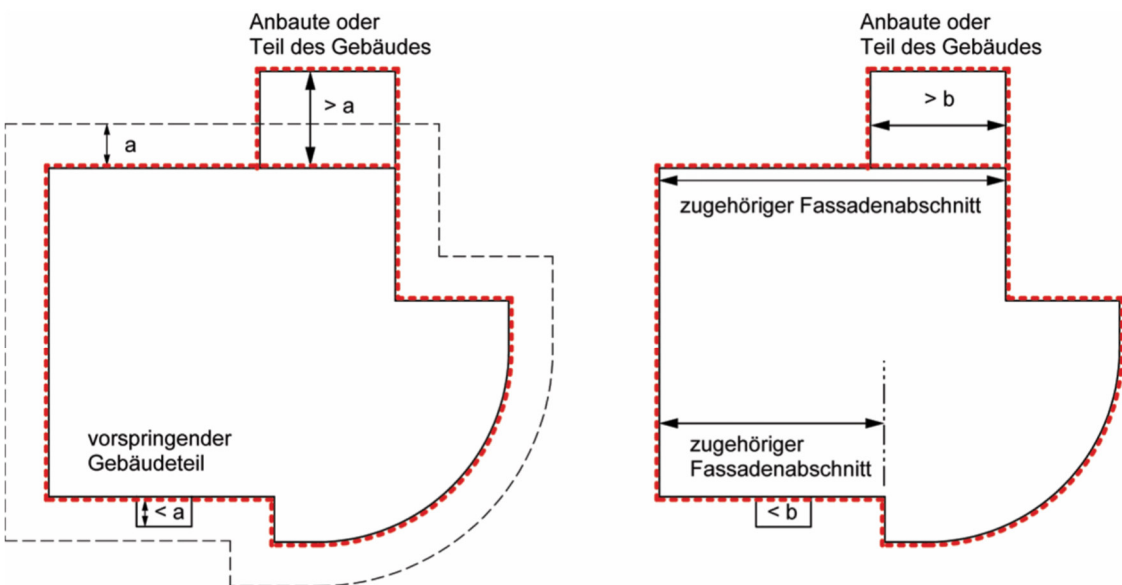 Anbaute oder
Teil des Gebäudes
> a
a
vorspringender
Gebäudeteil
< a
Anbaute oder
Teil des Gebäudes
> b
zugehöriger Fassadenabschnitt
zugehöriger
Fassadenabschnitt
< b